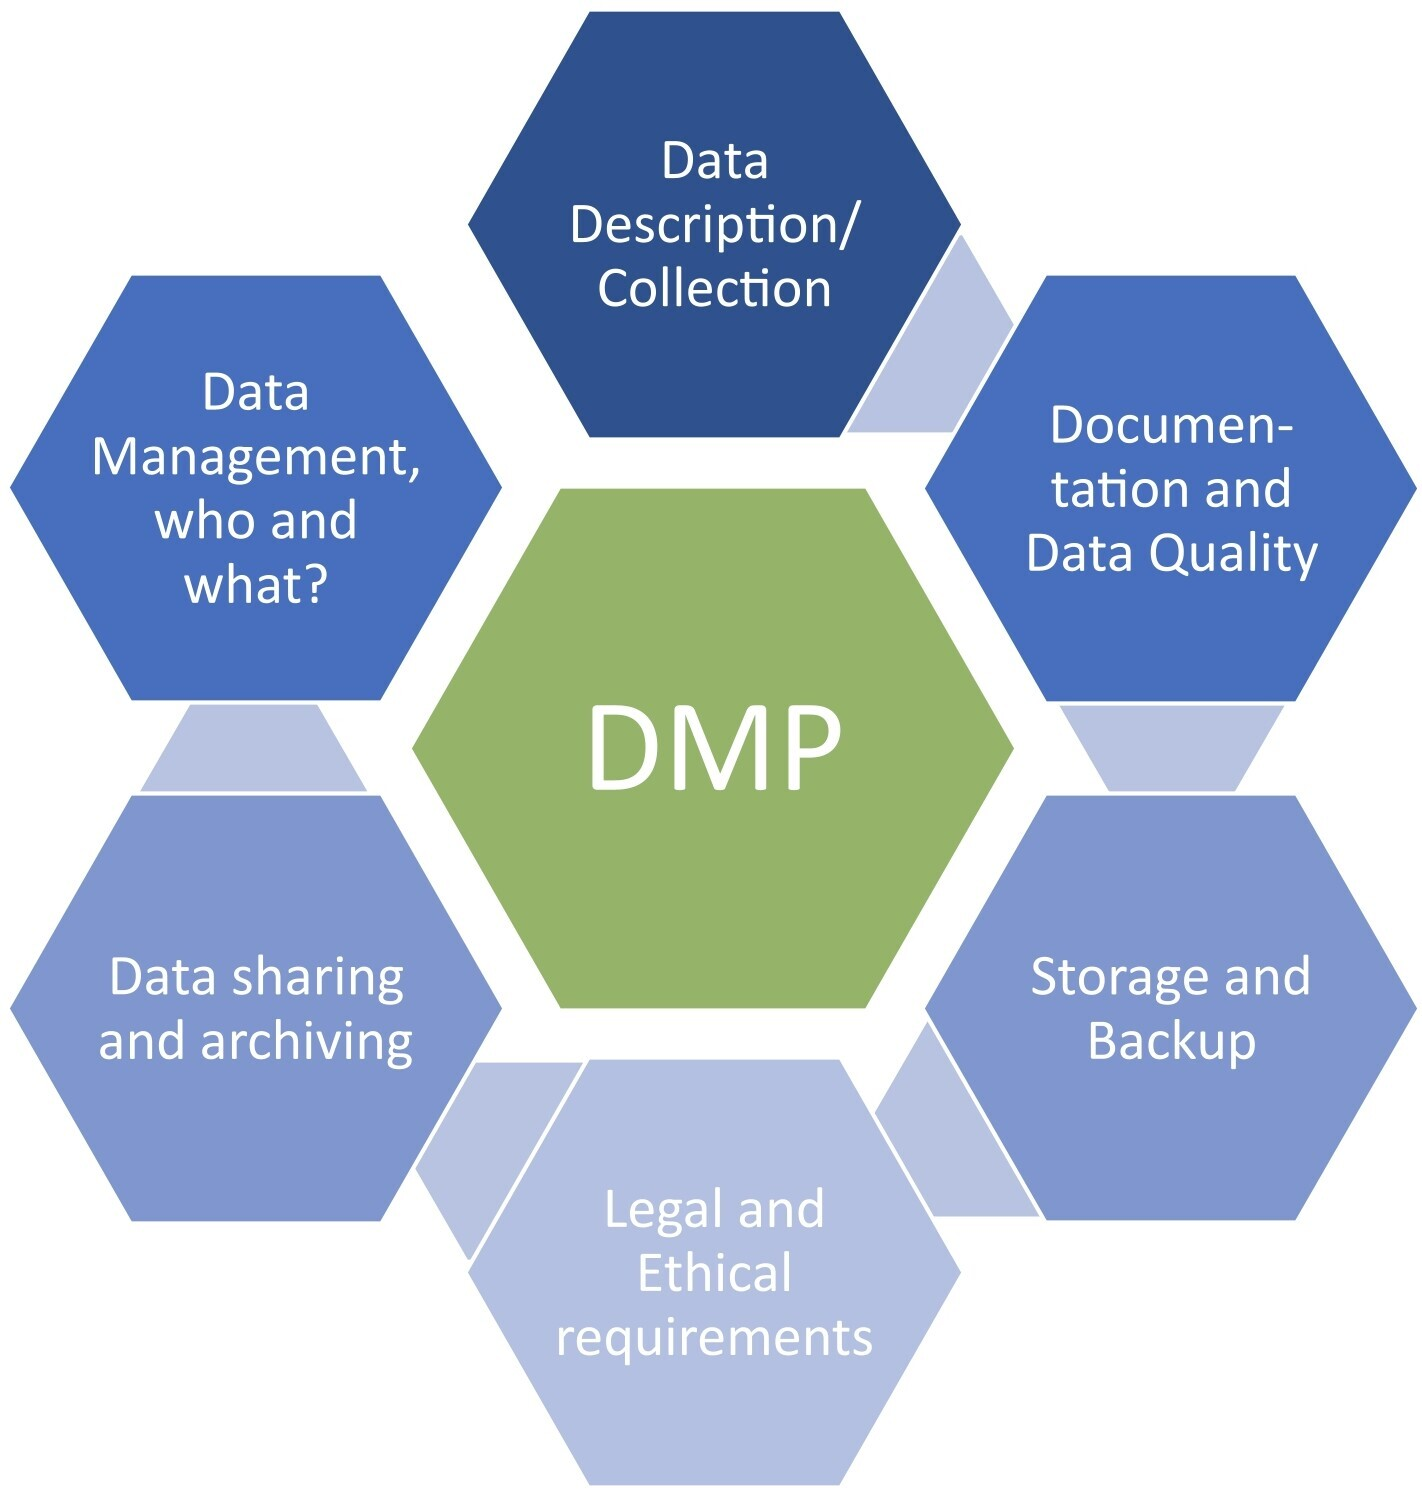 Data
Description/
Collection
Documen-
tation and
Data Quality
Storage and
Backup
Legal and
Ethical
requirements
Data sharing
and archiving
Data
Management,
who and
what?
DMP